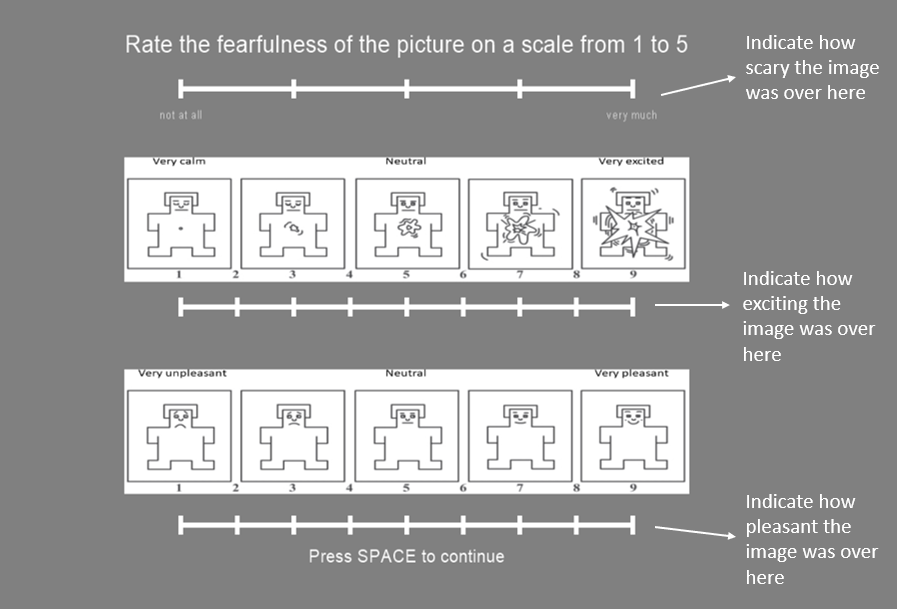 Rate the fearfulness of the picture on a scale from 1 to 5
not at all very much
Indicate how
scary the image
was over here
Very calm Neutral Very excited
1 2 3 4 5 6 7 8 9
Indicate how
exciting the
image was over
here
Very unpleasant Neutral Very pleasant
1 2 3 4 5 6 7 8 9
Indicate how
pleasant the
image was over
here
Press SPACE to continue